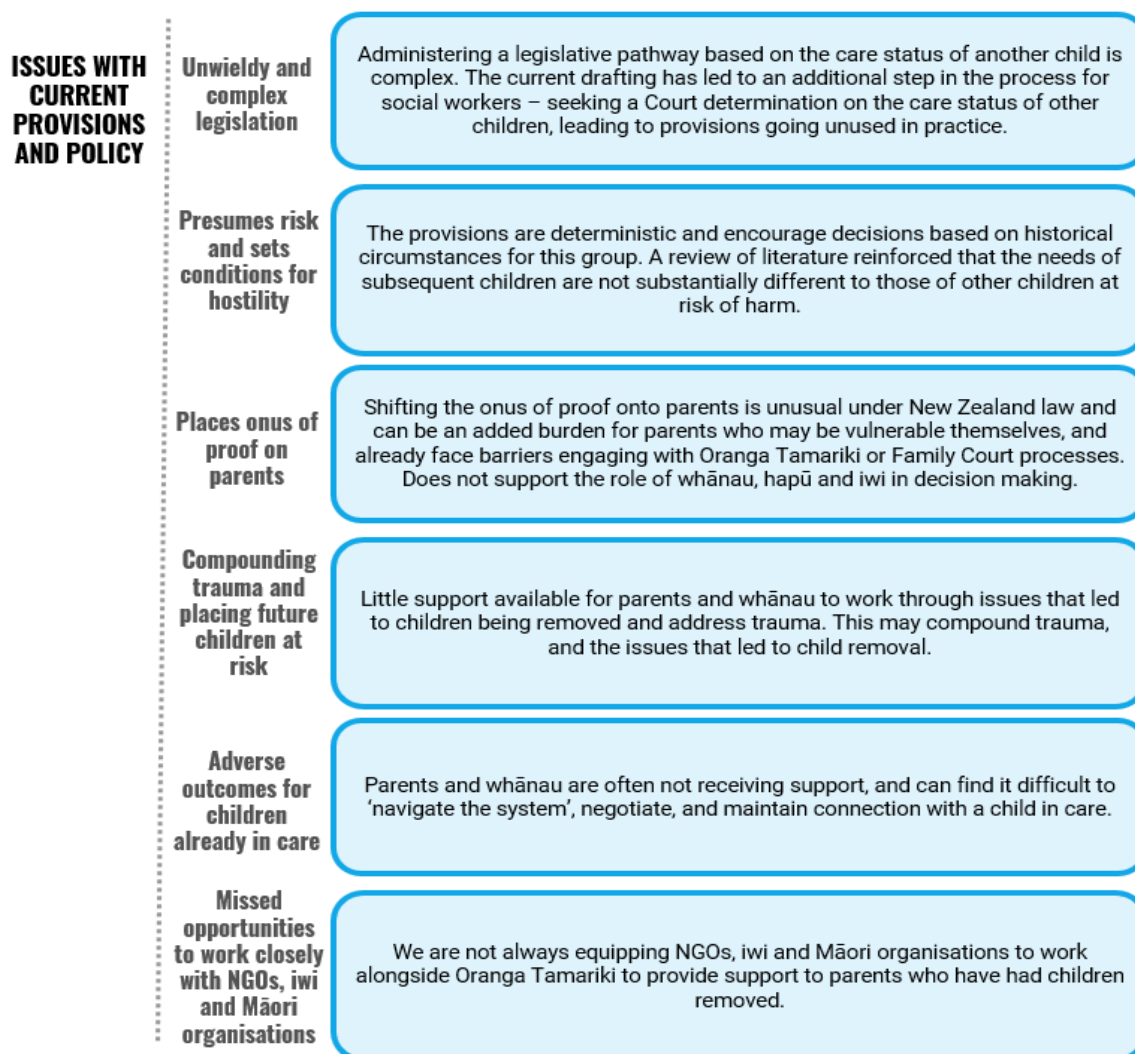 ISSUES WITH
CURRENT
PROVISIONS
AND POLICY
Unwieldy and
complex
legislation
Administering a legislative pathway based on the care status of another child is
complex. The current drafting has led to an additional step in the process for
social workers – seeking a Court determination on the care status of other
children, leading to provisions going unused in practice.
Presumes risk
and sets
conditions for
hostility
The provisions are deterministic and encourage decisions based on historical
circumstances for this group. A review of literature reinforced that the needs of
subsequent children are not substantially different to those of other children at
risk of harm.
Places onus of
proof on
parents
Shifting the onus of proof onto parents is unusual under New Zealand law and
can be an added burden for parents who may be vulnerable themselves, and
already face barriers engaging with Oranga Tamariki or Family Court processes.
Does not support the role of whānau, hapū and iwi in decision making.
Compounding
trauma and
placing future
children at
risk
Little support available for parents and whānau to work through issues that led
to children being removed and address trauma. This may compound trauma,
and the issues that led to child removal.
Adverse
outcomes for
children
already in care
Parents and whānau are often not receiving support, and can find it difficult to
‘navigate the system’, negotiate, and maintain connection with a child in care.
Missed
opportunities
to work closely
with NGOs, iwi
and Māori
organisations
We are not always equipping NGOs, iwi and Māori organisations to work
alongside Oranga Tamariki to provide support to parents who have had children
removed.